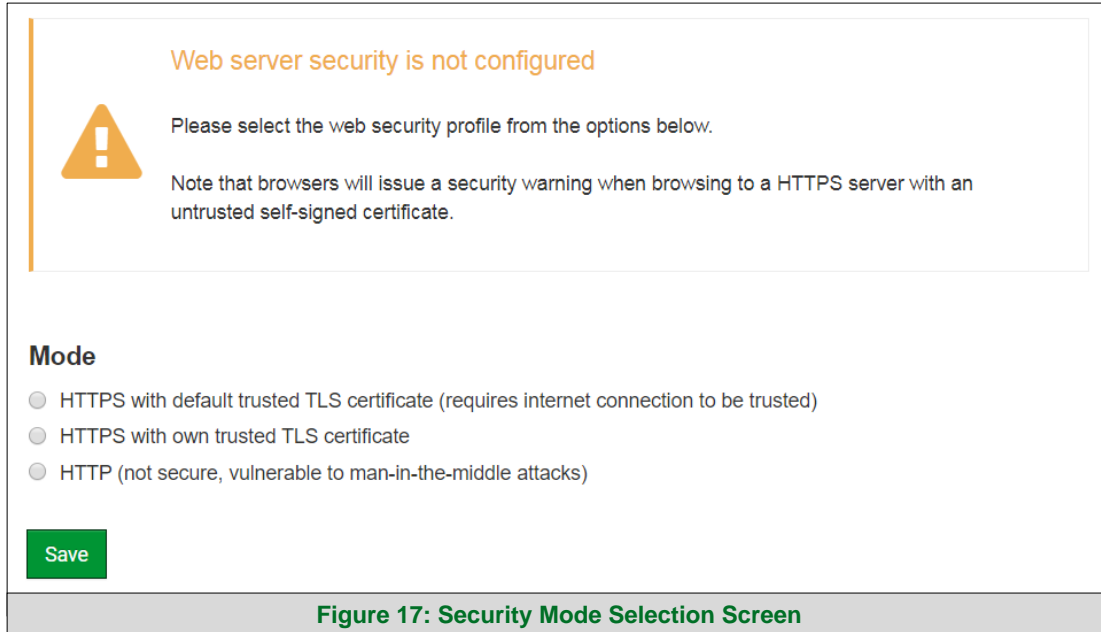 Web server security is not configured
Please select the web security profile from the options below.
Note that browsers will issue a security warning when browsing to a HTTPS server with an
untrusted self-signed certificate.
Mode
HTTPS with default trusted TLS certificate (requires internet connection to be trusted)
HTTPS with own trusted TLS certificate
HTTP (not secure, vulnerable to man-in-the-middle attacks)
Save
Figure 17: Security Mode Selection Screen